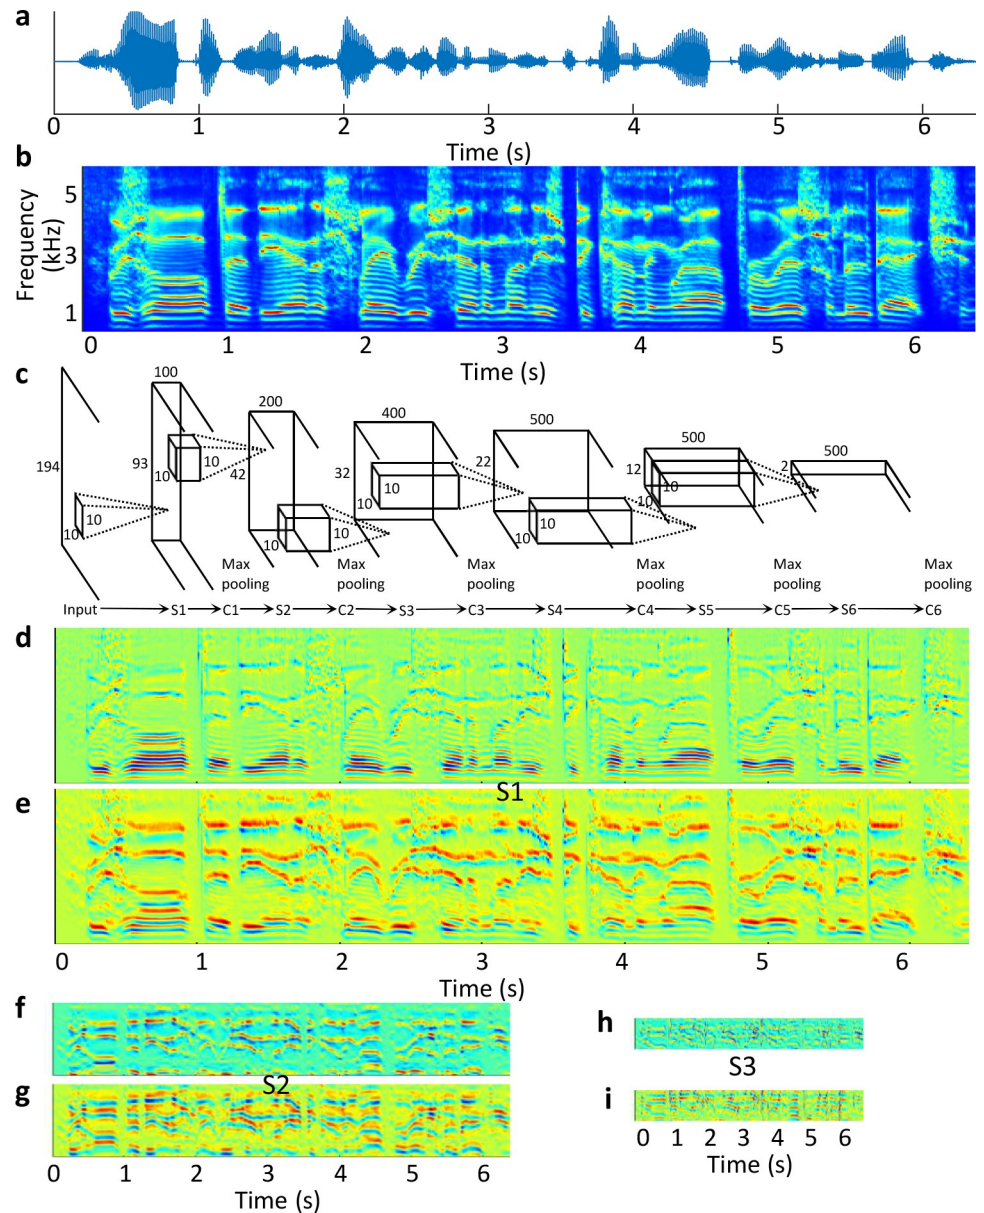 a
0 1 2 3 4 5 6
Time (s)
b
Frequency
(kHz)
5
3
1
0 1 2 3 4 5 6
Time (s)
c
100
200
400
500
500
500
194
93
42
32
22
12
2
10
10
10
10
10
10
10
10
10
10
10
10
Max
pooling
Max
pooling
Max
pooling
Max
pooling
Max
pooling
Max
pooling
Input S1 C1 S2 C2 S3 C3 S4 C4 S5 C5 S6 C6
d
S1
e
0 1 2 3 4 5 6
Time (s)
f
S2
g
0 1 2 3 4 5 6
Time (s)
h
S3
i
0 1 2 3 4 5 6
Time (s)